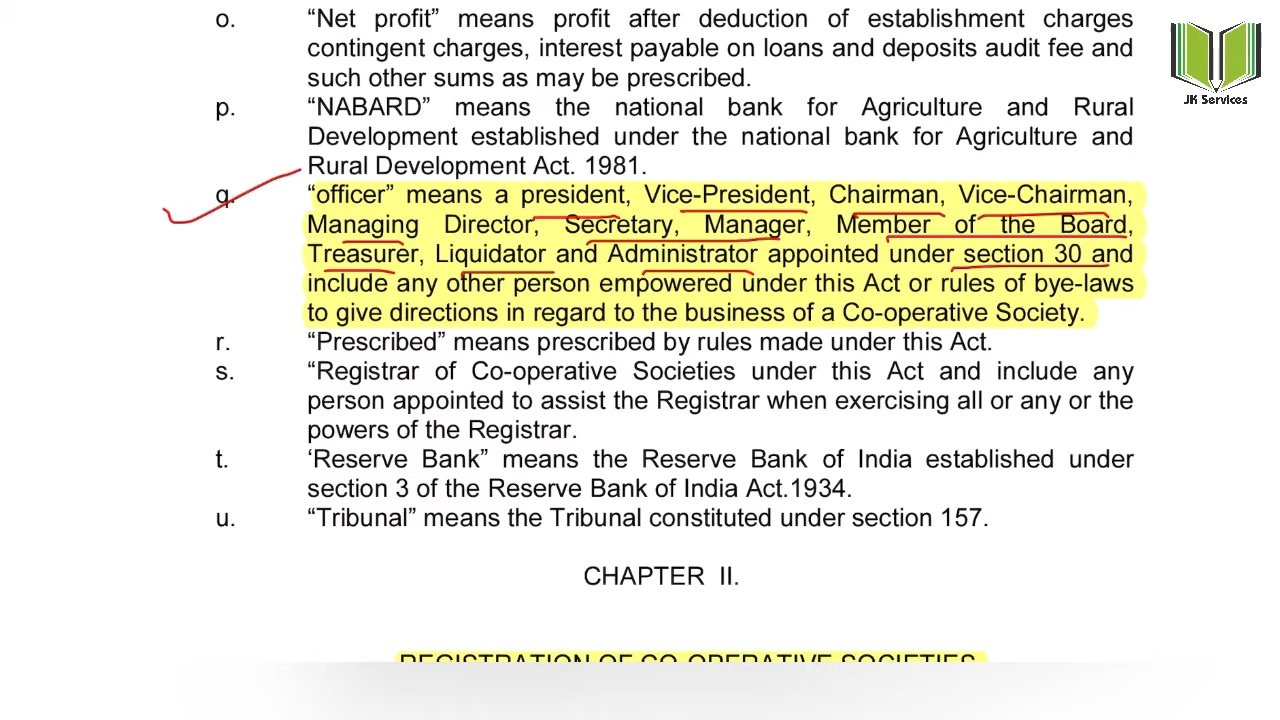 o. “Net profit” means profit after deduction of establishment charges
contingent charges, interest payable on loans and deposits audit fee and
such other sums as may be prescribed.
p. “NABARD” means the national bank for Agriculture and Rural
Development established under the national bank for Agriculture and
Rural Development Act. 1981.
q. “officer” means a president, Vice-President, Chairman, Vice-Chairman,
Managing Director, Secretary, Manager, Member of the Board,
Treasurer, Liquidator and Administrator appointed under section 30 and
include any other person empowered under this Act or rules of bye-laws
to give directions in regard to the business of a Co-operative Society.
r. “Prescribed” means prescribed by rules made under this Act.
s. “Registrar of Co-operative Societies under this Act and include any
person appointed to assist the Registrar when exercising all or any or the
powers of the Registrar.
t. ‘Reserve Bank” means the Reserve Bank of India established under
section 3 of the Reserve Bank of India Act.1934.
u. “Tribunal” means the Tribunal constituted under section 157.
CHAPTER II.
REGISTRATION OF CO-OPERATIVE SOCIETIES
JK Services